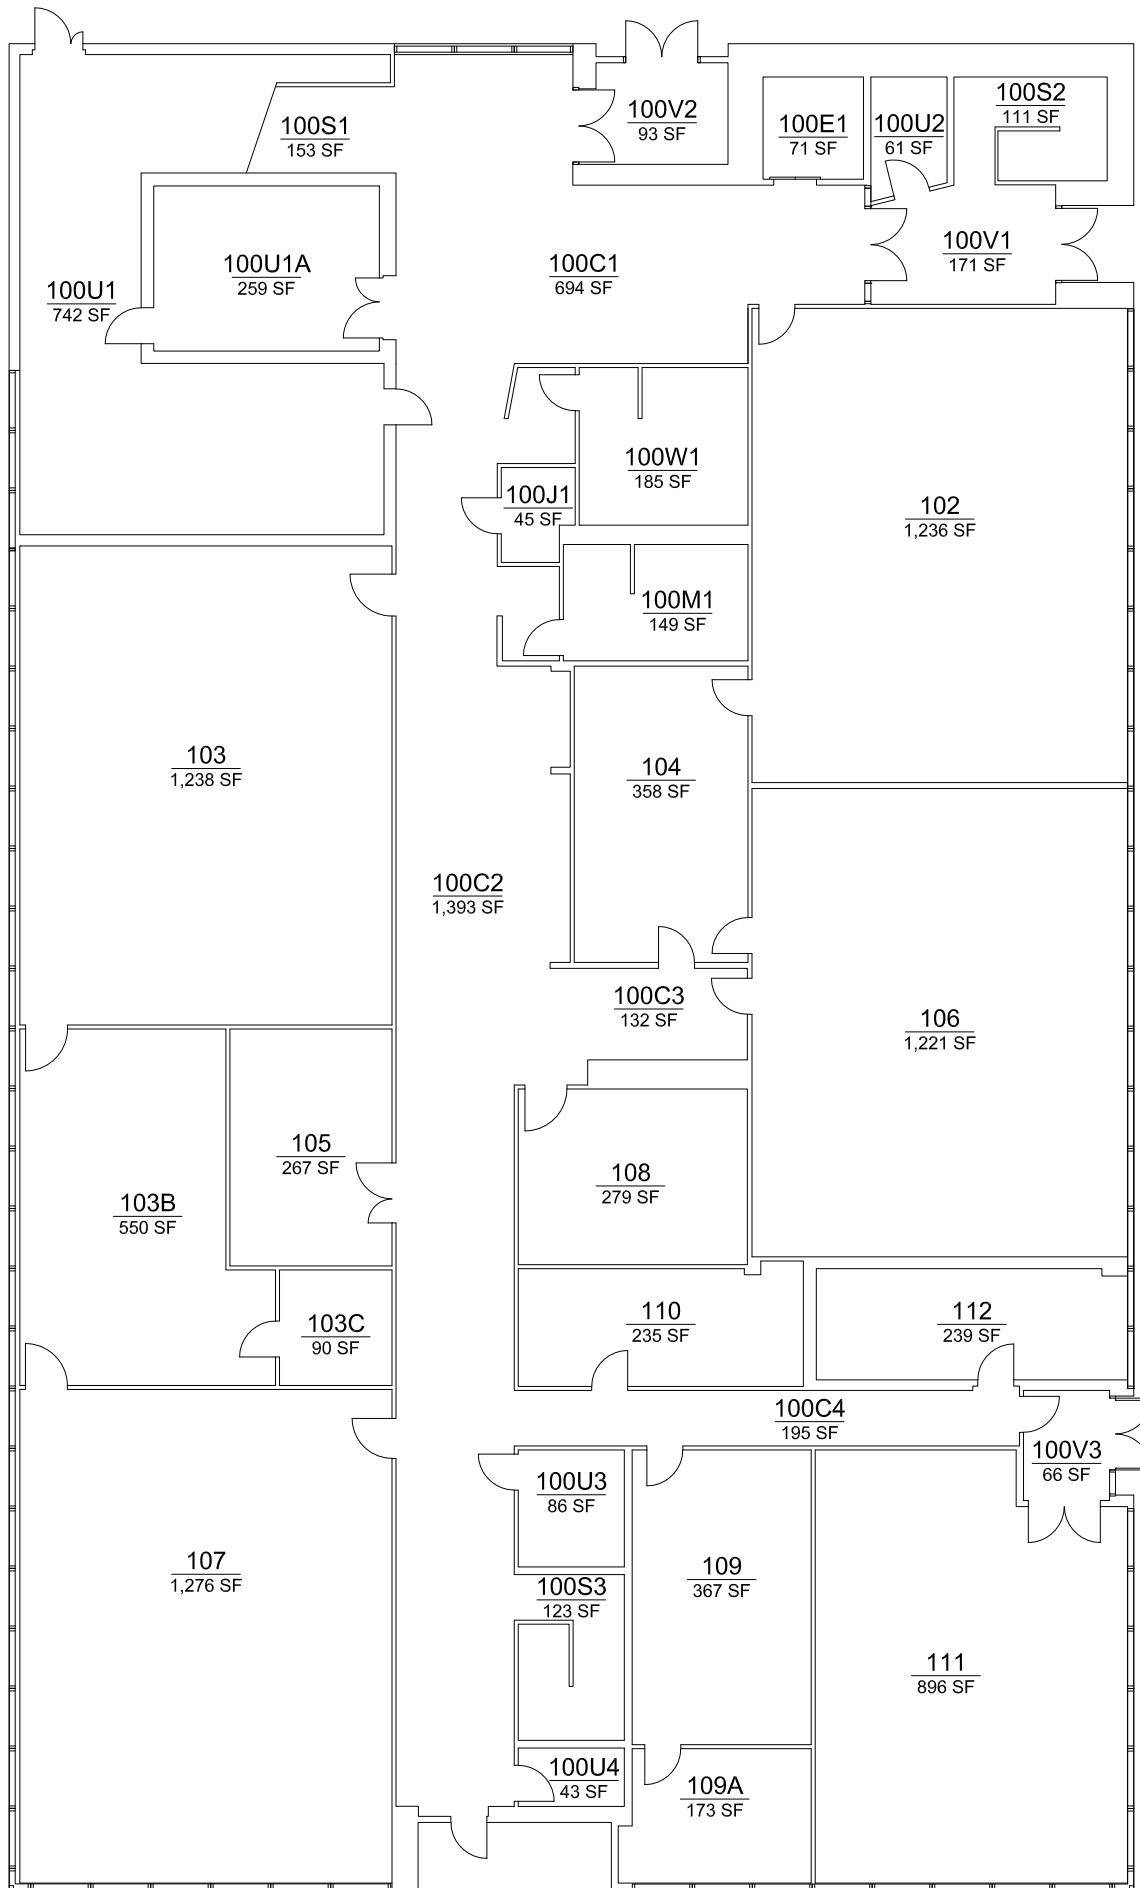 100S2
111 SF
100V2
93 SF
100E1
71 SF
100U2
61 SF
100S1
153 SF
100V1
171 SF
100U1A
259 SF
100C1
694 SF
100U1
742 SF
100W1
185 SF
100J1
45 SF
102
1,236 SF
100M1
149 SF
103
1,238 SF
104
358 SF
100C2
1,393 SF
100C3
132 SF
106
1,221 SF
105
267 SF
108
279 SF
103B
550 SF
103C
90 SF
110
235 SF
112
239 SF
100C4
195 SF
100V3
66 SF
100U3
86 SF
107
1,276 SF
109
367 SF
100S3
123 SF
111
896 SF
100U4
43 SF
109A
173 SF